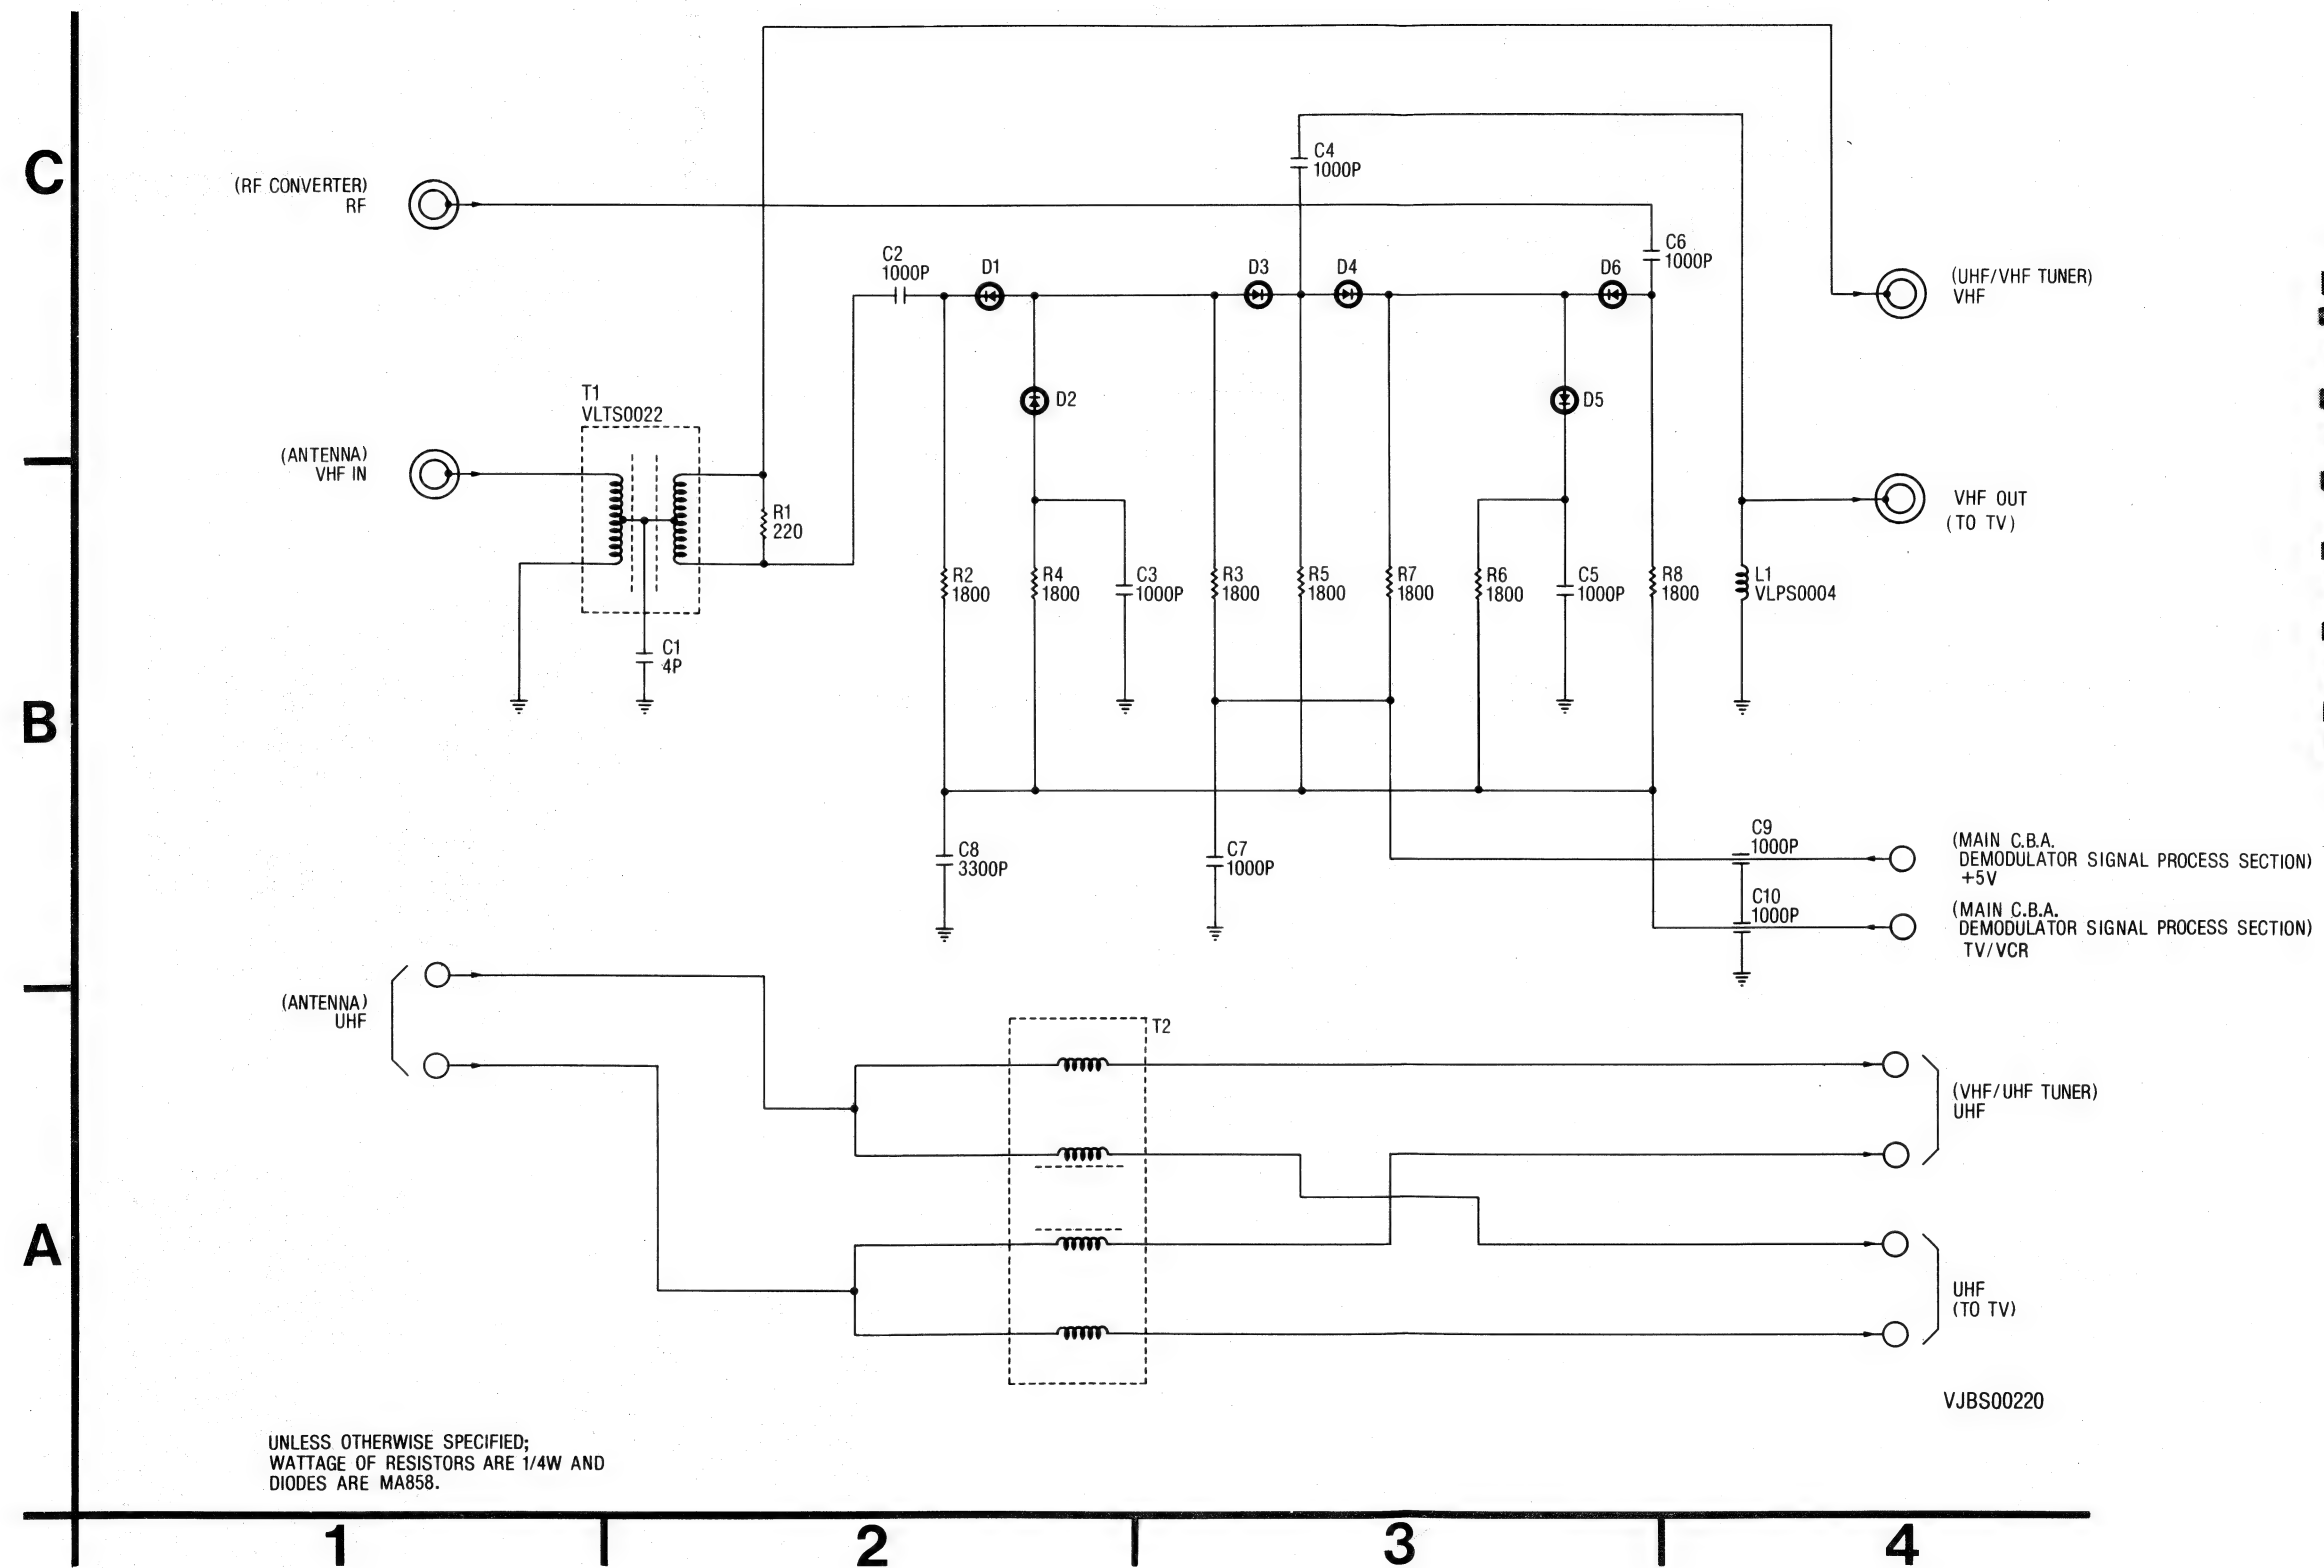 C
(RF CONVERTER)
RF
C4
1000P
C2
1000P
D1
D3
D4
D6
C6
1000P
(UHF/VHF TUNER)
VHF
T1
VLTS0022
D2
D5
(ANTENNA)
VHF IN
VHF OUT
(TO TV)
R1
220
R2
1800
R4
1800
C3
1000P
R3
1800
R5
1800
R7
1800
R6
1800
C5
1000P
R8
1800
L1
VLPS0004
C1
4P
B
C8
3300P
C7
1000P
C9
1000P
(MAIN C.B.A.
DEMODULATOR SIGNAL PROCESS SECTION)
+5V
C10
1000P
(MAIN C.B.A.
DEMODULATOR SIGNAL PROCESS SECTION)
TV/VCR
(ANTENNA)
UHF
T2
(VHF/UHF TUNER)
UHF
A
UHF
(TO TV)
VJBS00220
UNLESS OTHERWISE SPECIFIED;
WATTAGE OF RESISTORS ARE 1/4W AND
DIODES ARE MA858.
1
2
3
4